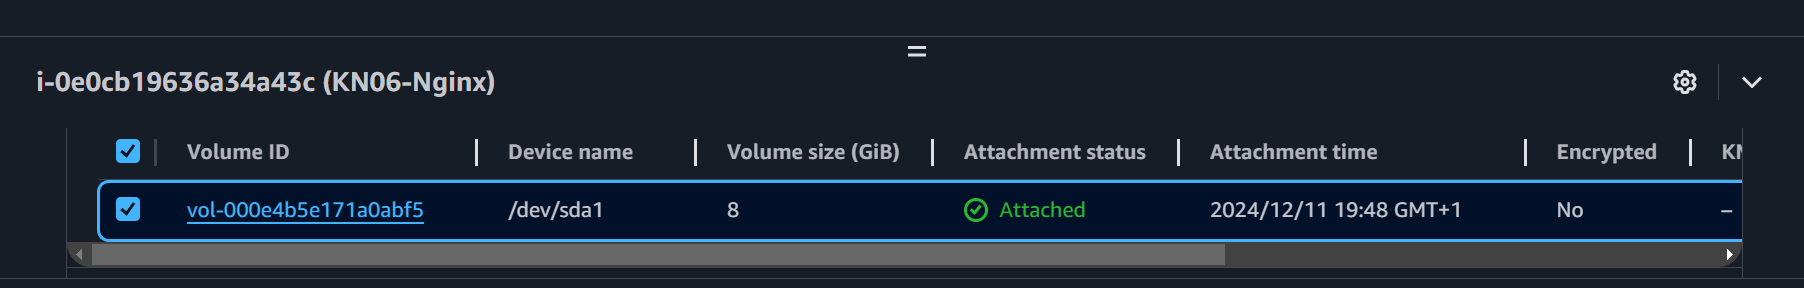 i-0e0cb19636a34a43c (KN06-Nginx)
Volume ID Device name Volume size (GiB) Attachment status Attachment time Encrypted
vol-000e4b5e171a0abf5 /dev/sda1 8 Attached 2024/12/11 19:48 GMT+1 No –